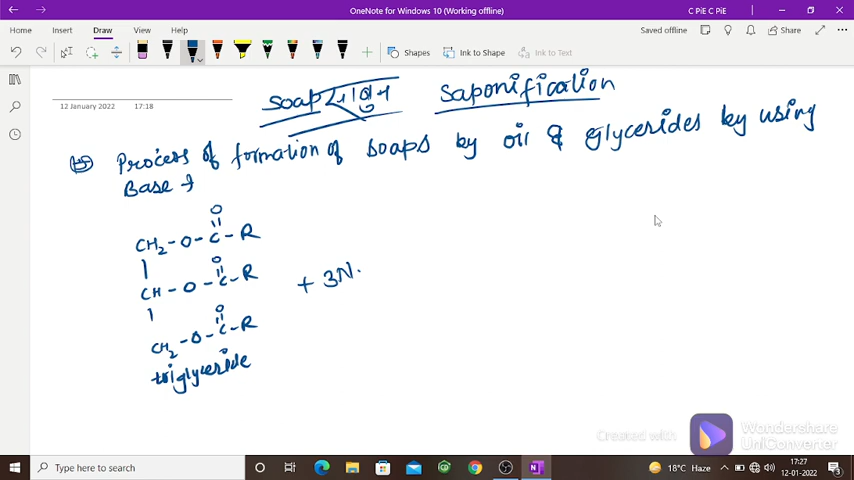 OneNote for Windows 10 (Working offline)
C PiE C PiE
Home Insert Draw View Help
Saved offline Share
Shapes Ink to Shape Ink to Text
12 January 2022 17:18
Soap Saponification
Process of formation of soaps by oil & glycerides by using
Base →
O
CH2-O-C-R
O
CH-O-C-R
+ 3N.
O
CH2-O-C-R
triglyceride
Created with Wondershare
UniConverter
Type here to search
18°C Haze
17:27
12-01-2022
3